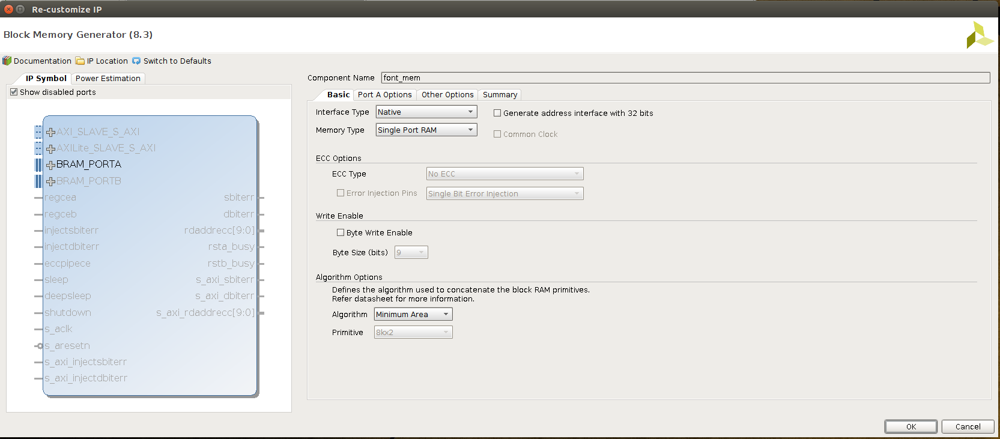 Re-customize IP
Block Memory Generator (8.3)
Documentation IP Location Switch to Defaults
IP Symbol Power Estimation
Show disabled ports
AXI_SLAVE_S_AXI
AXILite_SLAVE_S_AXI
BRAM_PORTA
BRAM_PORTB
regcea sbiterr
regceb dbiterr
injectsbiterr rdaddrecc[9:0]
injectdbiterr rsta_busy
eccpipece rstb_busy
sleep s_axi_sbiterr
deepsleep s_axi_dbiterr
shutdown s_axi_rdaddrecc[9:0]
s_aclk
s_aresetn
s_axi_injectsbiterr
s_axi_injectdbiterr
Component Name font_mem
Basic Port A Options Other Options Summary
Interface Type Native Generate address interface with 32 bits
Memory Type Single Port RAM Common Clock
ECC Options
ECC Type No ECC
Error Injection Pins Single Bit Error Injection
Write Enable
Byte Write Enable
Byte Size (bits) 9
Algorithm Options
Defines the algorithm used to concatenate the block RAM primitives.
Refer datasheet for more information.
Algorithm Minimum Area
Primitive 8kx2
OK Cancel